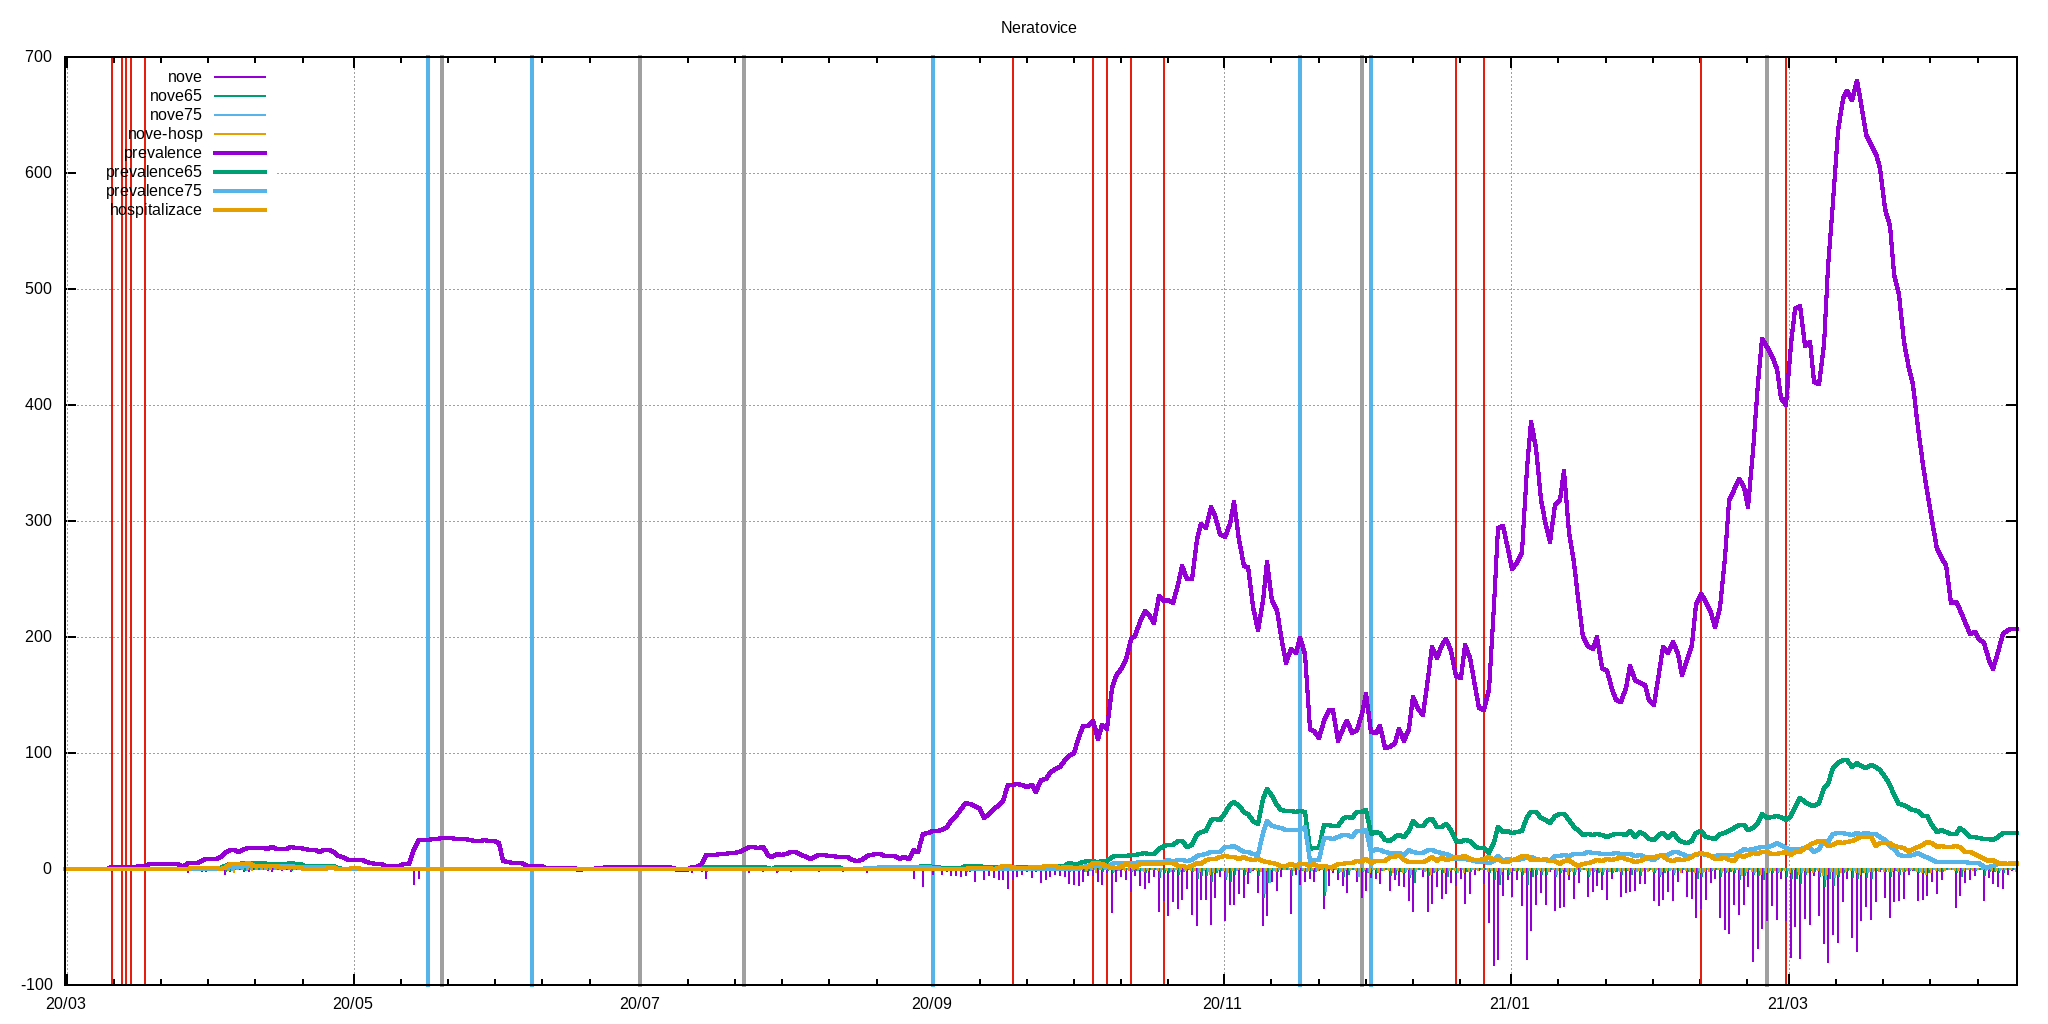 Neratovice
700
600
500
400
300
200
100
0
-100
nove
nove65
nove75
nove-hosp
prevalence
prevalence65
prevalence75
hospitalizace
20/03 20/05 20/07 20/09 20/11 21/01 21/03